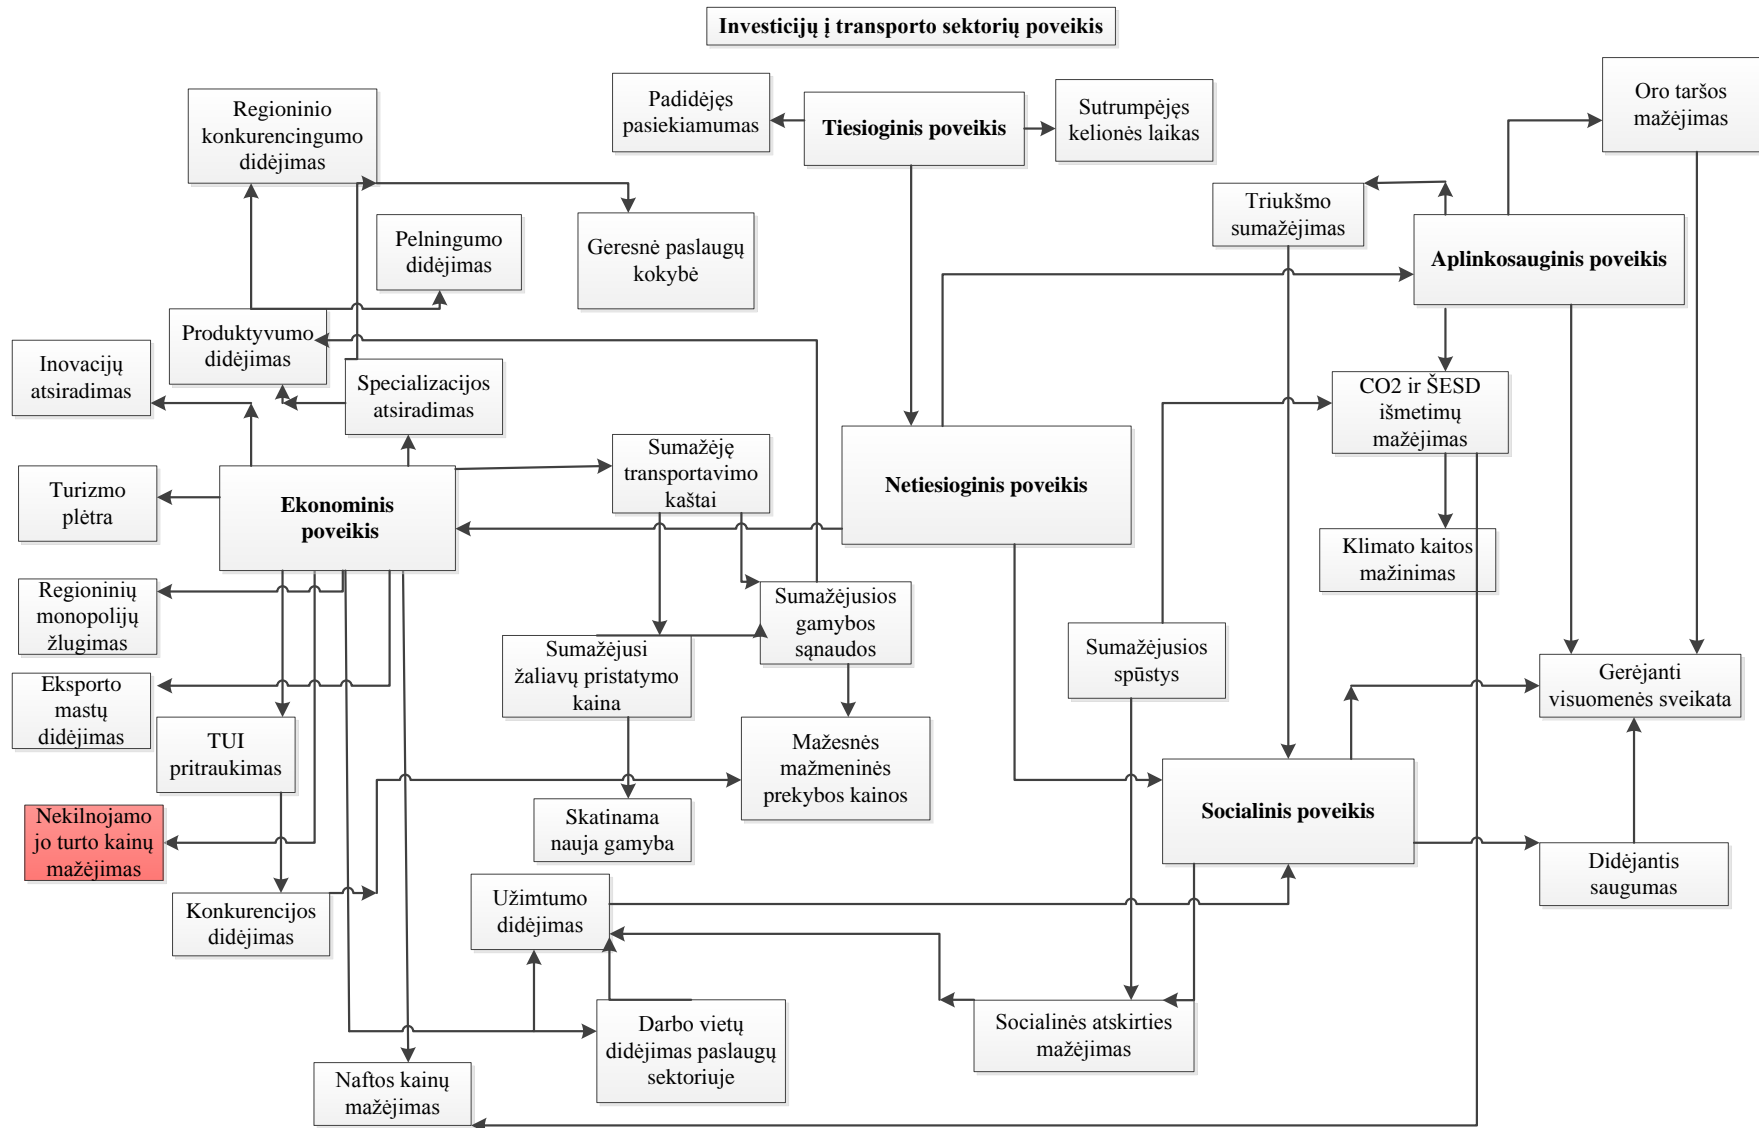 Investicijų į transporto sektorių poveikis
Regioninio
konkurencingumo
didėjimas
Padidėjęs
pasiekiamumas
Tiesioginis poveikis
Sutrumpėjęs
kelionės laikas
Oro taršos
mažėjimas
Triukšmo
sumažėjimas
Pelningumo
didėjimas
Geresnė paslaugų
kokybė
Aplinkosauginis poveikis
Produktyvumo
didėjimas
Inovacijų
atsiradimas
Specializacijos
atsiradimas
CO2 ir ŠESD
išmetimų
mažėjimas
Sumažėję
transportavimo
kaštai
Netiesioginis poveikis
Turizmo
plėtra
Ekonominis
poveikis
Klimato kaitos
mažinimas
Regioninių
monopolijų
žlugimas
Sumažėjusios
gamybos
sąnaudos
Sumažėjusi
žaliavų pristatymo
kaina
Sumažėjusios
spūstys
Gerėjanti
visuomenės sveikata
Eksporto
mastų
didėjimas
TUI
pritraukimas
Mažesnės
mažmeninės
prekybos kainos
Socialinis poveikis
Nekilnojamo
jo turto kainų
mažėjimas
Skatinama
nauja gamyba
Didėjantis
saugumas
Konkurencijos
didėjimas
Užimtumo
didėjimas
Darbo vietų
didėjimas paslaugų
sektoriuje
Socialinės atskirties
mažėjimas
Naftos kainų
mažėjimas